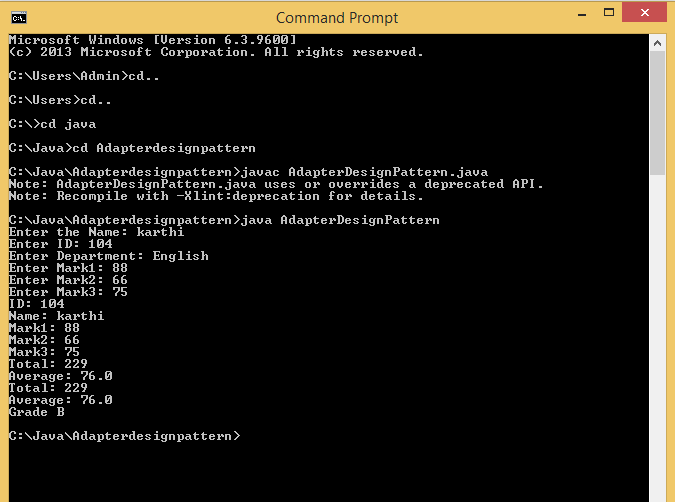 Command Prompt
Microsoft Windows [Version 6.3.9600]
(c) 2013 Microsoft Corporation. All rights reserved.
C:\Users\Admin>cd..
C:\Users>cd..
C:\>cd java
C:\Java>cd Adapterdesignpattern
C:\Java\Adapterdesignpattern>javac AdapterDesignPattern.java
Note: AdapterDesignPattern.java uses or overrides a deprecated API.
Note: Recompile with -Xlint:deprecation for details.
C:\Java\Adapterdesignpattern>java AdapterDesignPattern
Enter the Name: karthi
Enter ID: 104
Enter Department: English
Enter Mark1: 88
Enter Mark2: 66
Enter Mark3: 75
ID: 104
Name: karthi
Mark1: 88
Mark2: 66
Mark3: 75
Total: 229
Average: 76.0
Total: 229
Average: 76.0
Grade B
C:\Java\Adapterdesignpattern>